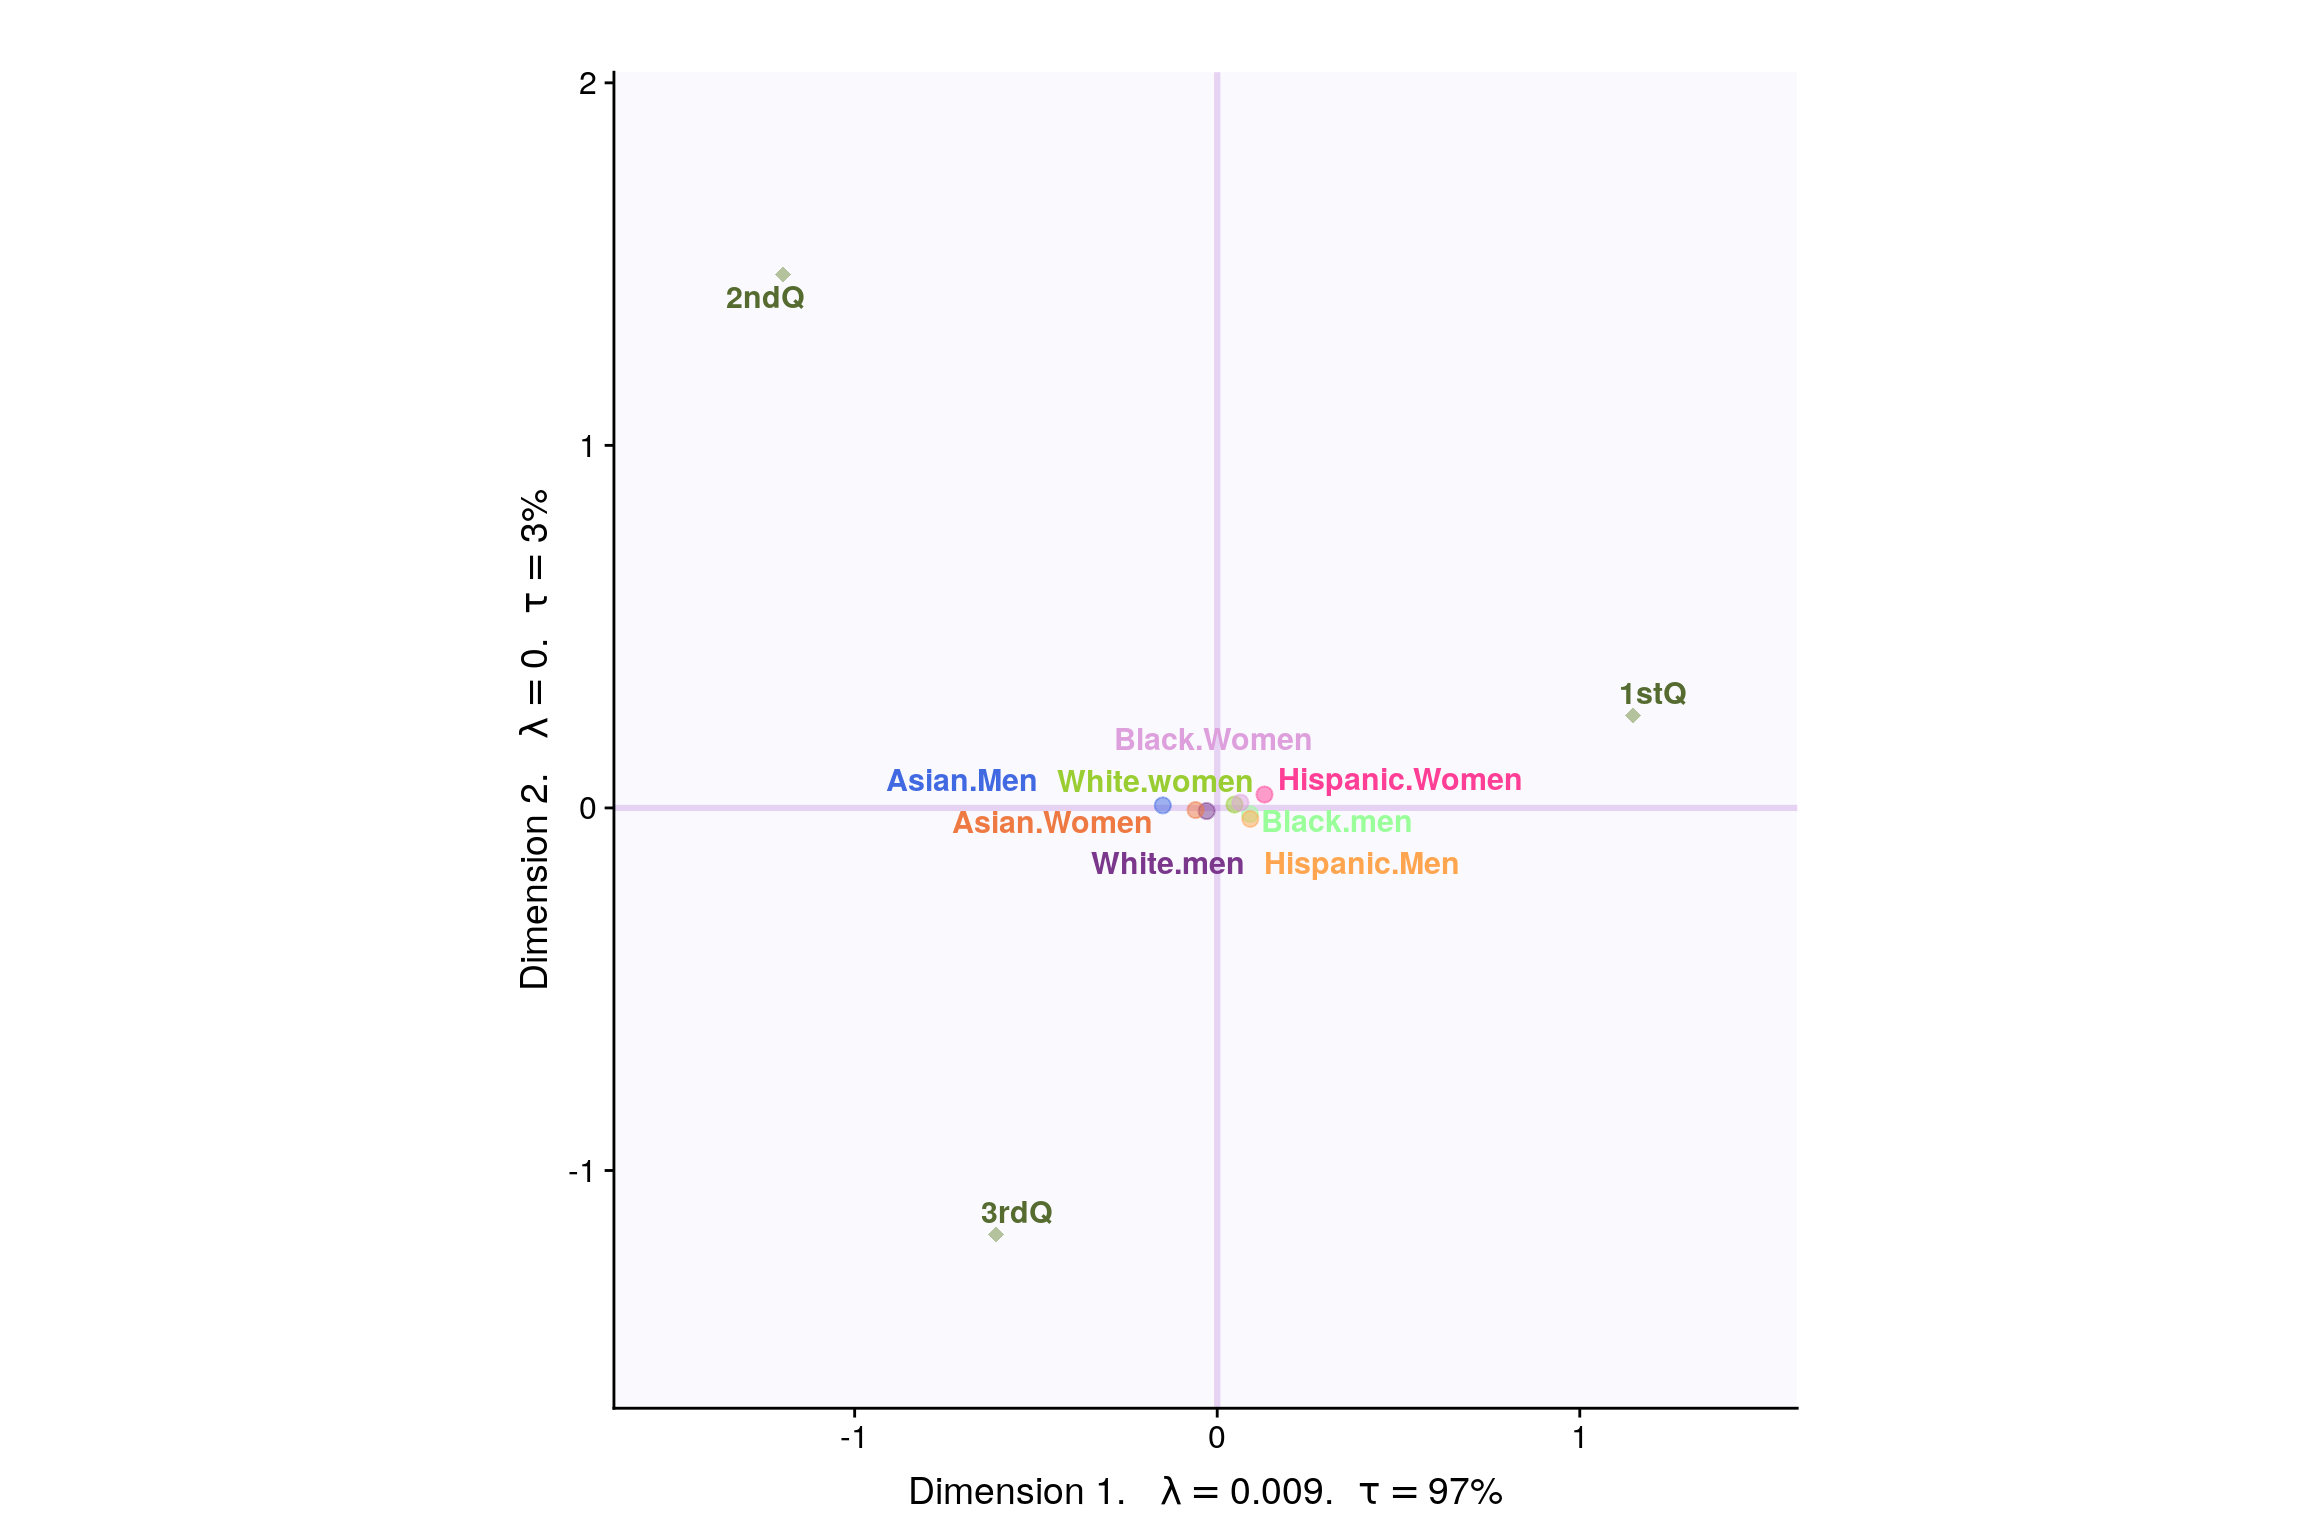 2
2ndQ
1
1stQ
Black.Women
Asian.Men White.women Hispanic.Women
0
Asian.Women Black.men
White.men Hispanic.Men
-1
3rdQ
-1 0 1
Dimension 1. λ = 0.009. τ = 97%
Dimension 2. λ = 0. τ = 3%